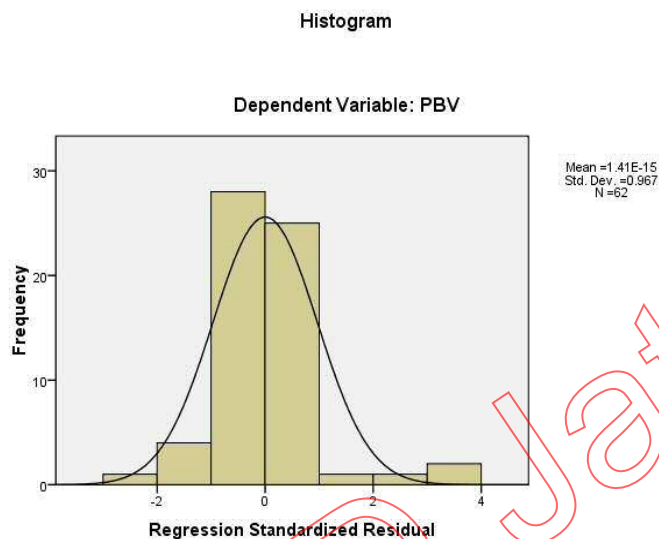 Histogram
Dependent Variable: PBV
Mean =1.41E-15
Std. Dev. =0.967
N =62
30
20
10
0
Frequency
-2
0
2
4
Regression Standardized Residual